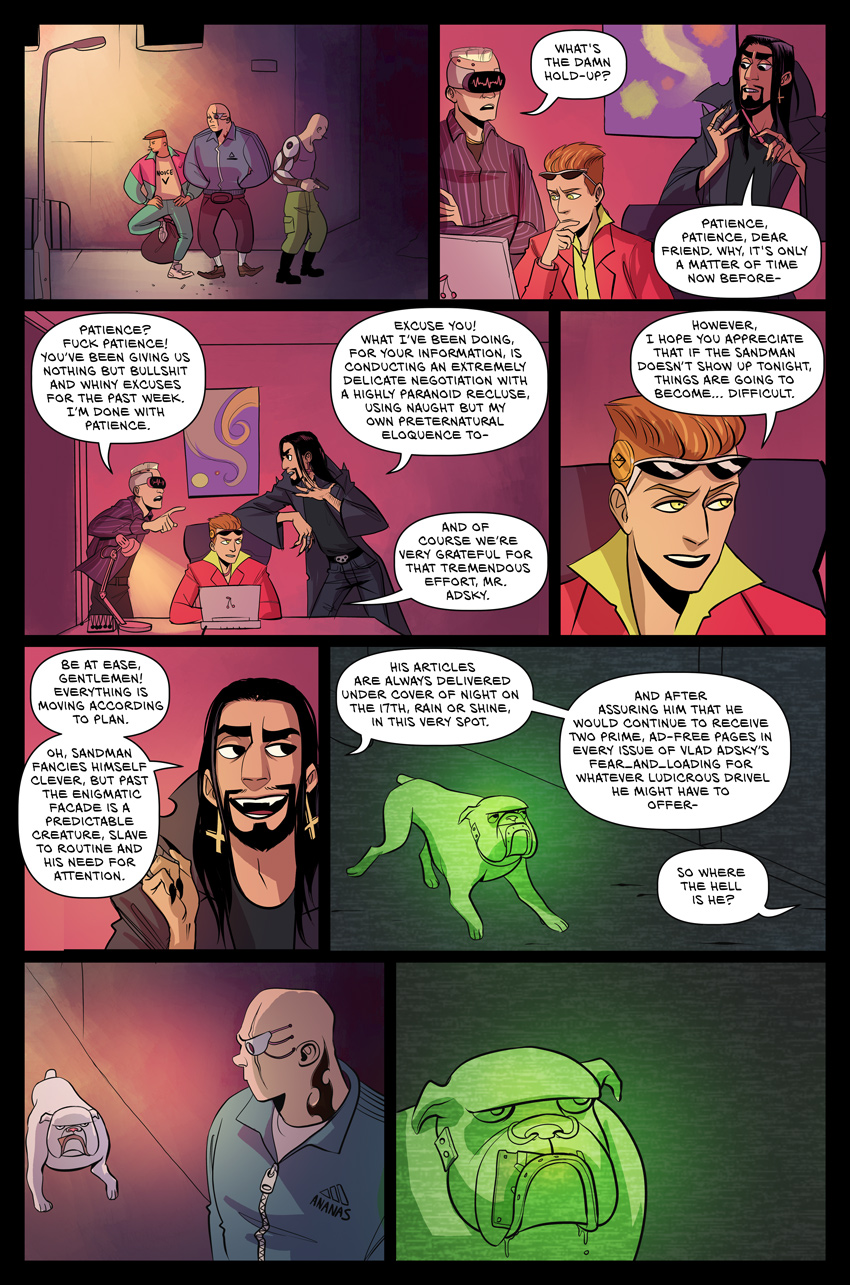 NOICE
WHAT'S
THE DAMN
HOLD-UP?
PATIENCE,
PATIENCE, DEAR
FRIEND. WHY, IT'S ONLY
A MATTER OF TIME
NOW BEFORE-
PATIENCE?
FUCK PATIENCE!
YOU'VE BEEN GIVING US
NOTHING BUT BULLSHIT
AND WHINY EXCUSES
FOR THE PAST WEEK.
I'M DONE WITH
PATIENCE.
EXCUSE YOU!
WHAT I'VE BEEN DOING,
FOR YOUR INFORMATION, IS
CONDUCTING AN EXTREMELY
DELICATE NEGOTIATION WITH
A HIGHLY PARANOID RECLUSE,
USING NAUGHT BUT MY
OWN PRETERNATURAL
ELOQUENCE TO-
AND OF
COURSE WE'RE
VERY GRATEFUL FOR
THAT TREMENDOUS
EFFORT, MR.
ADSKY.
HOWEVER,
I HOPE YOU APPRECIATE
THAT IF THE SANDMAN
DOESN'T SHOW UP TONIGHT,
THINGS ARE GOING TO
BECOME... DIFFICULT.
BE AT EASE,
GENTLEMEN!
EVERYTHING IS
MOVING ACCORDING
TO PLAN.
OH, SANDMAN
FANCIES HIMSELF
CLEVER, BUT PAST
THE ENIGMATIC
FACADE IS A
PREDICTABLE
CREATURE, SLAVE
TO ROUTINE AND
HIS NEED FOR
ATTENTION.
HIS ARTICLES
ARE ALWAYS DELIVERED
UNDER COVER OF NIGHT ON
THE 17TH, RAIN OR SHINE,
IN THIS VERY SPOT.
AND AFTER
ASSURING HIM THAT HE
WOULD CONTINUE TO RECEIVE
TWO PRIME, AD-FREE PAGES IN
EVERY ISSUE OF VLAD ADSKY'S
FEAR_AND_LOADING FOR
WHATEVER LUDICROUS DRIVEL
HE MIGHT HAVE TO
OFFER-
SO WHERE
THE HELL
IS HE?
ANANAS